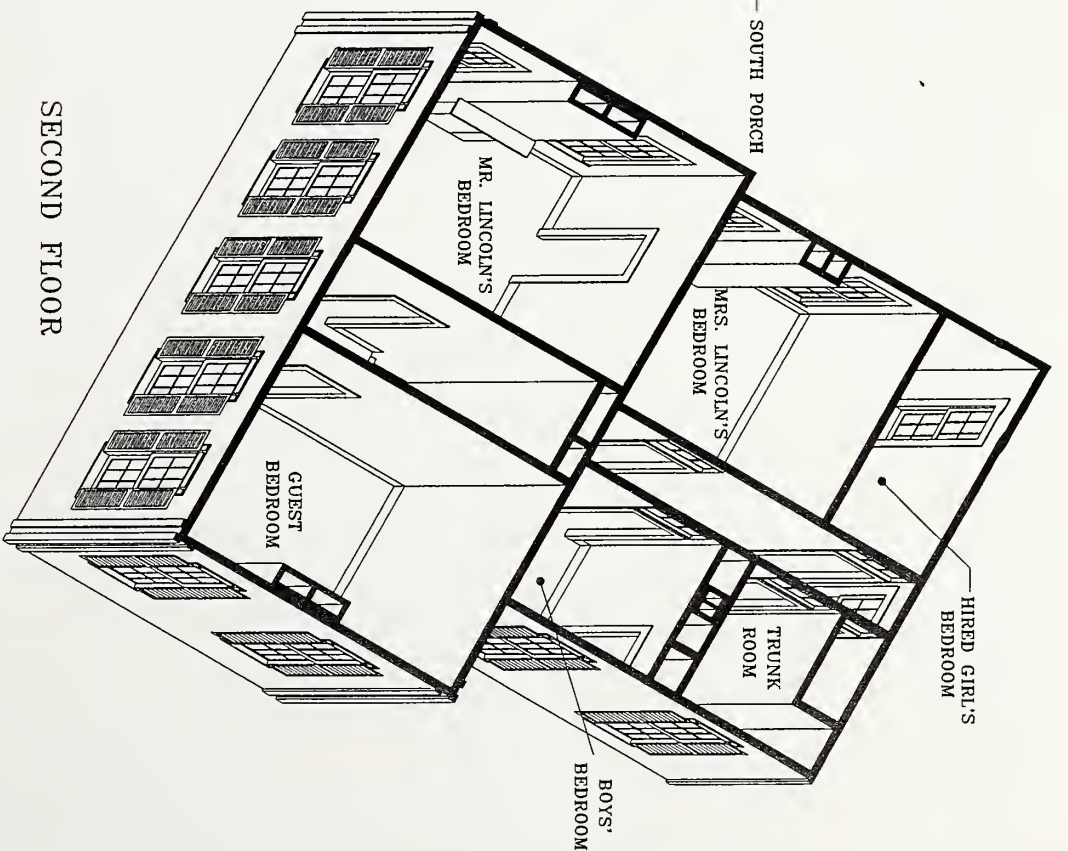 HIRED GIRL'S
BEDROOM
SOUTH PORCH
TRUNK
ROOM
MRS. LINCOLN'S
BEDROOM
BOYS'
BEDROOM
MR. LINCOLN'S
BEDROOM
GUEST
BEDROOM
SECOND FLOOR